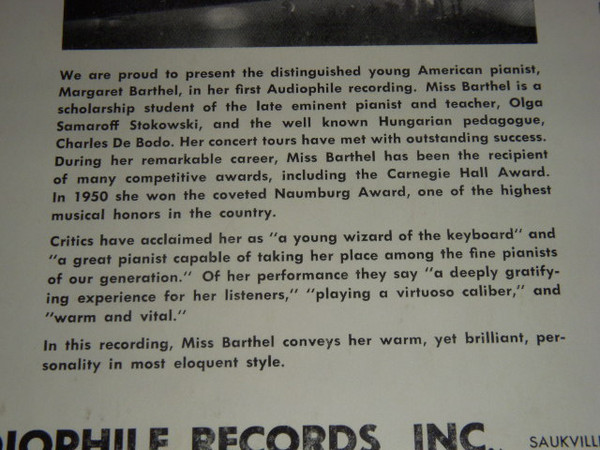 We are proud to present the distinguished young American pianist,
Margaret Barthel, in her first Audiophile recording. Miss Barthel is a
scholarship student of the late eminent pianist and teacher, Olga
Samaroff Stokowski, and the well known Hungarian pedagogue,
Charles De Bodo. Her concert tours have met with outstanding success.
During her remarkable career, Miss Barthel has been the recipient
of many competitive awards, including the Carnegie Hall Award.
In 1950 she won the coveted Naumburg Award, one of the highest
musical honors in the country.
Critics have acclaimed her as "a young wizard of the keyboard" and
"a great pianist capable of taking her place among the fine pianists
of our generation." Of her performance they say "a deeply gratify-
ing experience for her listeners," "playing a virtuoso caliber," and
"warm and vital."
In this recording, Miss Barthel conveys her warm, yet brilliant, per-
sonality in most eloquent style.
DIOPHILE RECORDS, INC., SAUKVILL